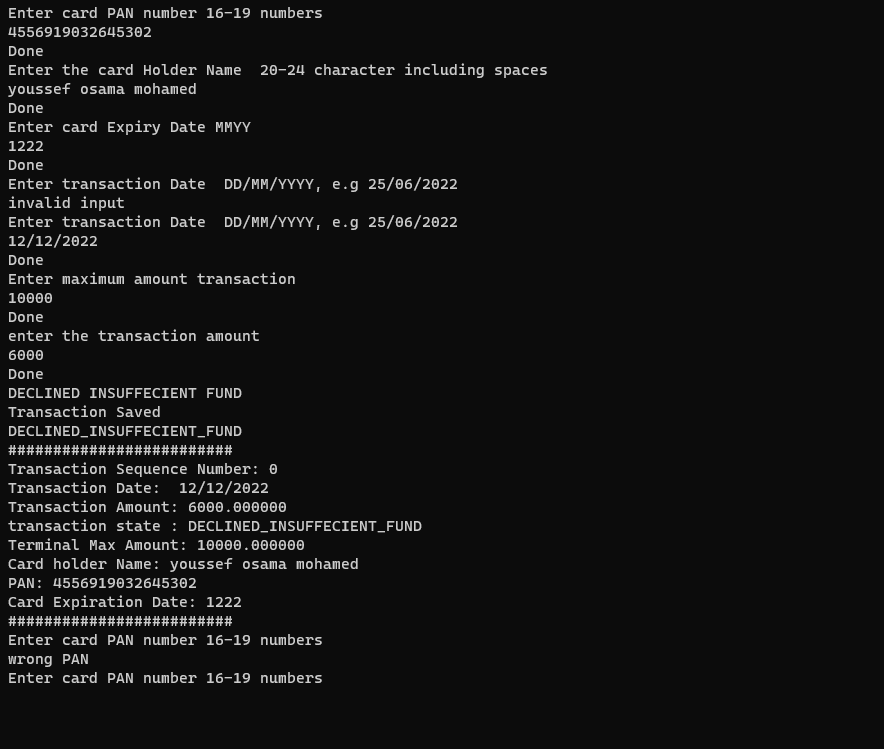 Enter card PAN number 16-19 numbers
4556919032645302
Done
Enter the card Holder Name  20-24 character including spaces
youssef osama mohamed
Done
Enter card Expiry Date MMYY
1222
Done
Enter transaction Date  DD/MM/YYYY, e.g 25/06/2022
invalid input
Enter transaction Date  DD/MM/YYYY, e.g 25/06/2022
12/12/2022
Done
Enter maximum amount transaction
10000
Done
enter the transaction amount
6000
Done
DECLINED INSUFFECIENT FUND
Transaction Saved
DECLINED_INSUFFECIENT_FUND
#########################
Transaction Sequence Number: 0
Transaction Date:  12/12/2022
Transaction Amount: 6000.000000
transaction state : DECLINED_INSUFFECIENT_FUND
Terminal Max Amount: 10000.000000
Card holder Name: youssef osama mohamed
PAN: 4556919032645302
Card Expiration Date: 1222
#########################
Enter card PAN number 16-19 numbers
wrong PAN
Enter card PAN number 16-19 numbers